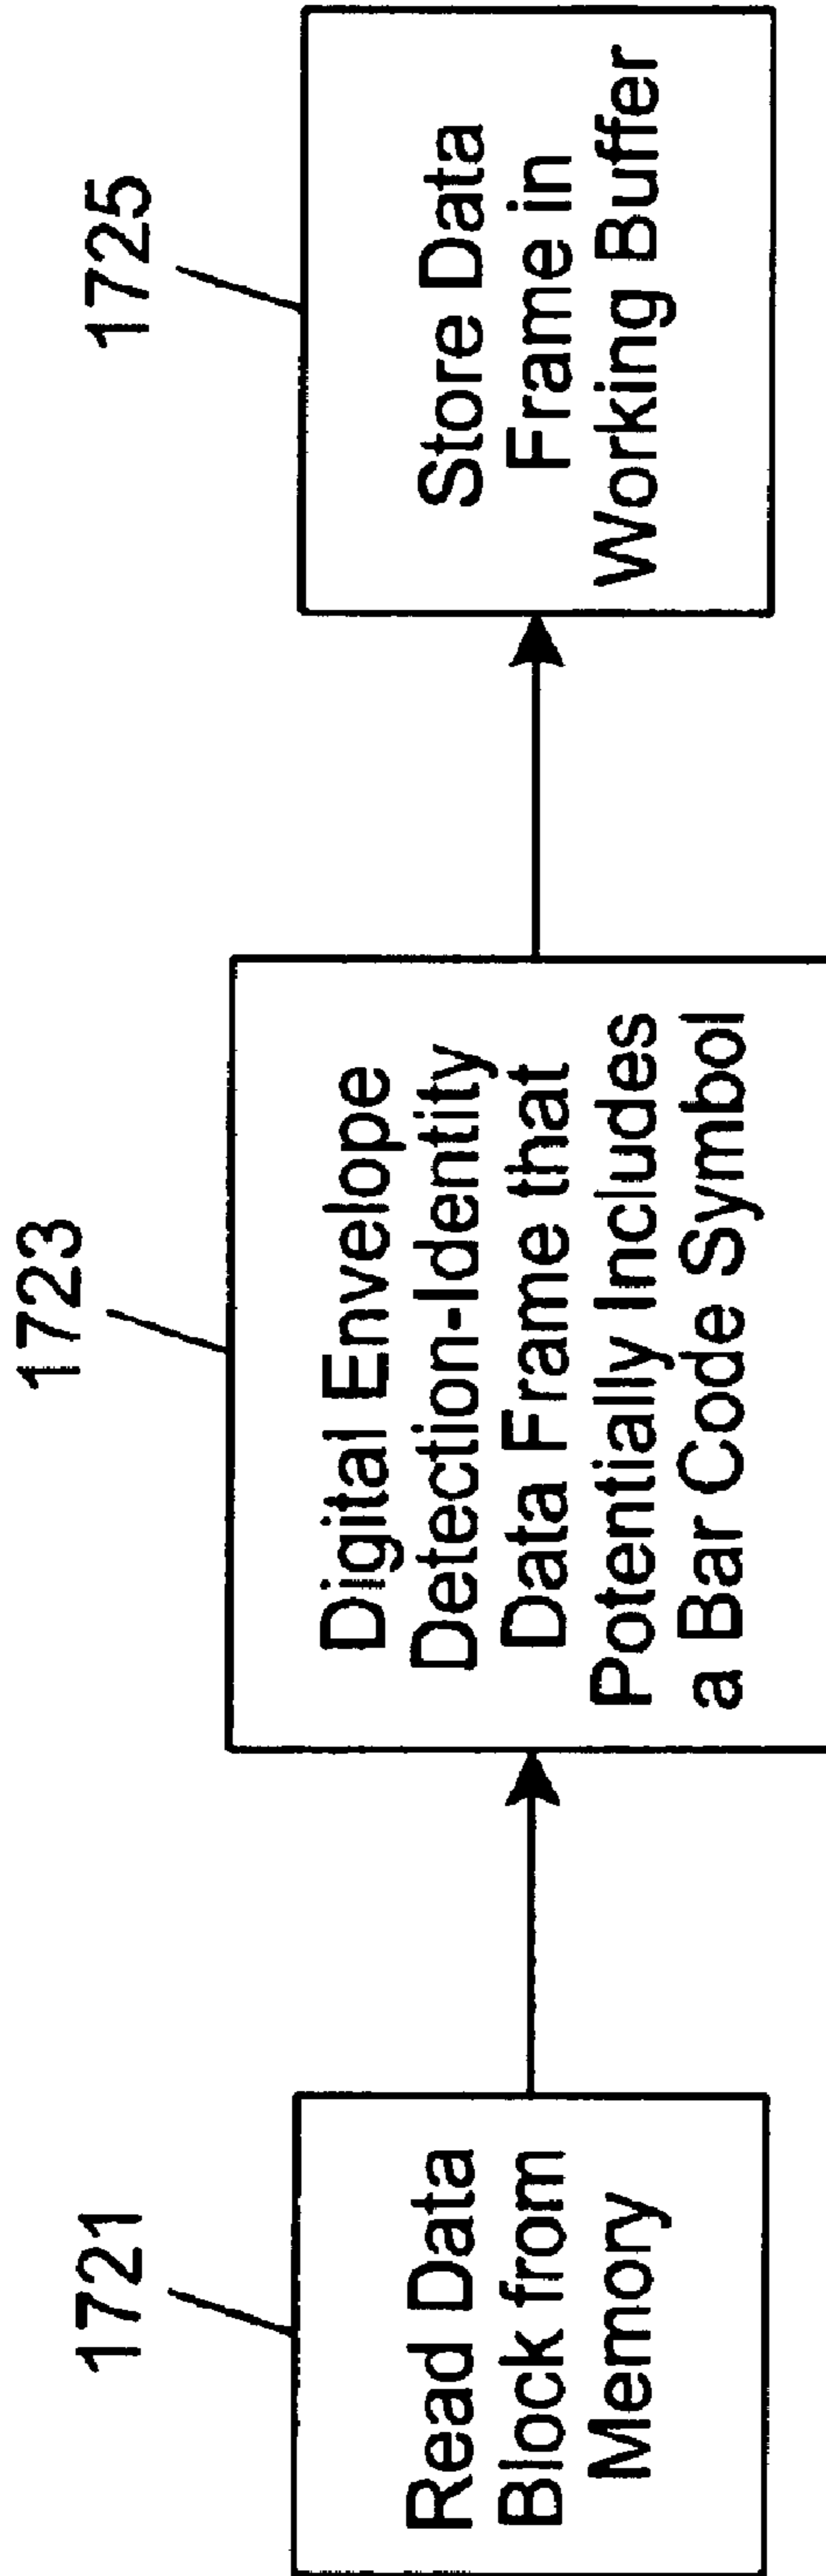 1721
Read Data
Block from
Memory
1723
Digital Envelope
Detection-Identity
Data Frame that
Potentially Includes
a Bar Code Symbol
1725
Store Data
Frame in
Working Buffer